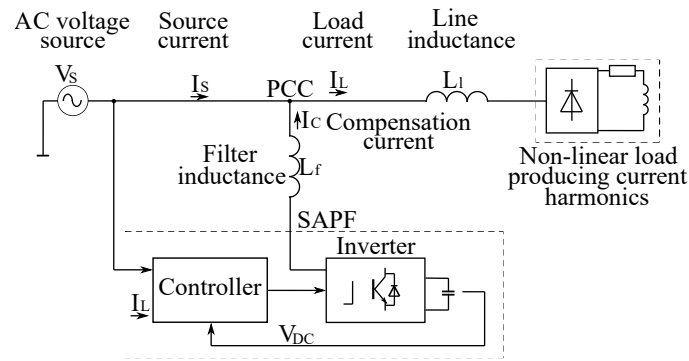 AC voltage
source
Source
current
Load
current
Line
inductance
VS
IS
PCC
IL
Ll
IC
Compensation
current
Filter
inductance
Lf
Non-linear load
producing current
harmonics
SAPF
Inverter
Controller
IL
VDC